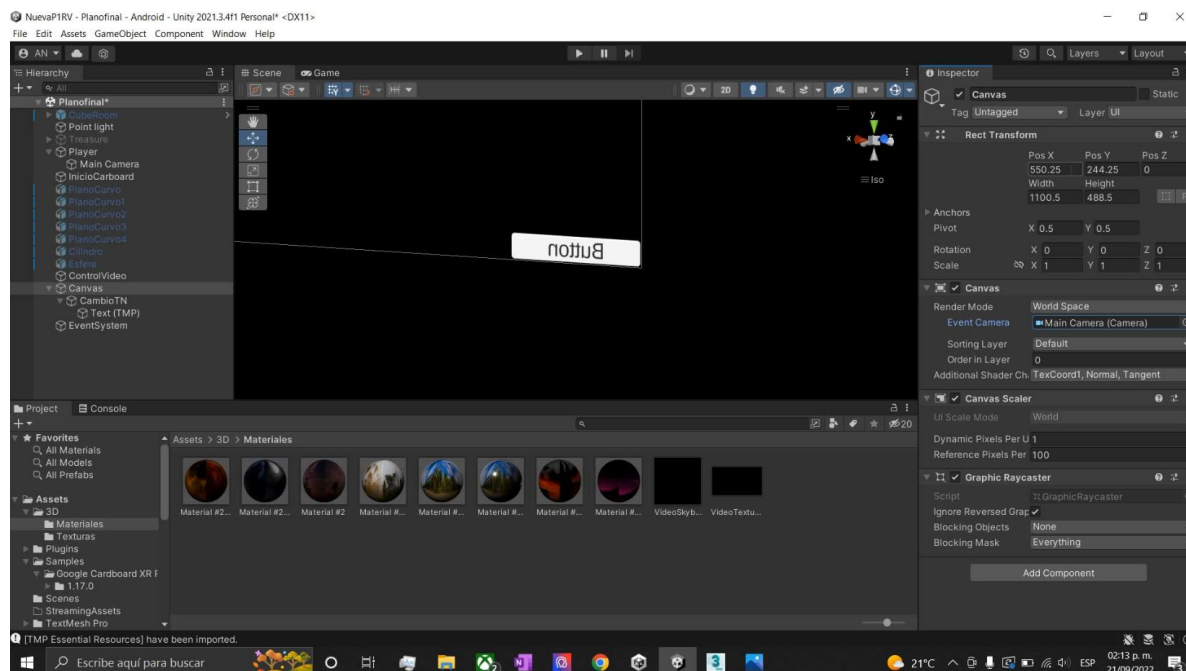 NuevaP1RV - Planofinal - Android - Unity 2021.3.4f1 Personal* <DX11>
File Edit Assets GameObject Component Window Help
AN
Layers Layout
Hierarchy
All
Planofinal*
CubeRoom
Point light
Treasure
Player
Main Camera
InicioCarboard
PlanoCurvo
PlanoCurvo1
PlanoCurvo2
PlanoCurvo3
PlanoCurvo4
Cilindro
Esfera
ControlVideo
Canvas
CambioTN
Text (TMP)
EventSystem
Scene Game
2D
y
x z
Iso
Button
Inspector
Canvas Static
Tag Untagged Layer UI
Rect Transform
Pos X Pos Y Pos Z
550.25 244.25 0
Width Height
1100.5 488.5
Anchors
Pivot X 0.5 Y 0.5
Rotation X 0 Y 0 Z 0
Scale X 1 Y 1 Z 1
Canvas
Render Mode World Space
Event Camera Main Camera (Camera)
Sorting Layer Default
Order in Layer 0
Additional Shader Ch TexCoord1, Normal, Tangent
Canvas Scaler
UI Scale Mode World
Dynamic Pixels Per U 1
Reference Pixels Per 100
Graphic Raycaster
Script GraphicRaycaster
Ignore Reversed Grap
Blocking Objects None
Blocking Mask Everything
Add Component
Project Console
20
Favorites
All Materials
All Models
All Prefabs
Assets
3D
Materiales
Texturas
Plugins
Samples
Google Cardboard XR P
1.17.0
Scenes
StreamingAssets
TextMesh Pro
Assets > 3D > Materiales
Material #2... Material #2... Material #2 Material #... Material #... Material #... Material #... Material #... VideoSkyb... VideoTextu...
[TMP Essential Resources] have been imported.
Escribe aquí para buscar
21°C ESP 02:13 p. m.
21/09/2022